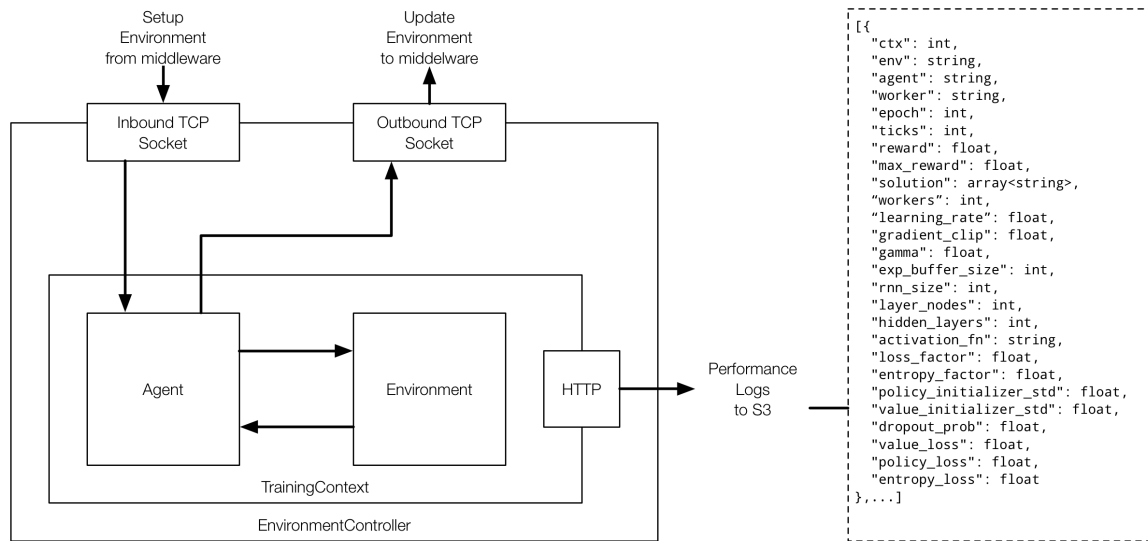 Setup
Environment
from middleware
Update
Environment
to middelware
Inbound TCP
Socket
Outbound TCP
Socket
Agent
Environment
HTTP
TrainingContext
EnvironmentController
Performance
Logs
to S3
[{
"ctx": int,
"env": string,
"agent": string,
"worker": string,
"epoch": int,
"ticks": int,
"reward": float,
"max_reward": float,
"solution": array<string>,
“workers”: int,
“learning_rate”: float,
"gradient_clip": float,
"gamma": float,
"exp_buffer_size": int,
"rnn_size": int,
"layer_nodes": int,
"hidden_layers": int,
"activation_fn": string,
"loss_factor": float,
"entropy_factor": float,
"policy_initializer_std": float,
"value_initializer_std": float,
"dropout_prob": float,
"value_loss": float,
"policy_loss": float,
"entropy_loss": float
},...]